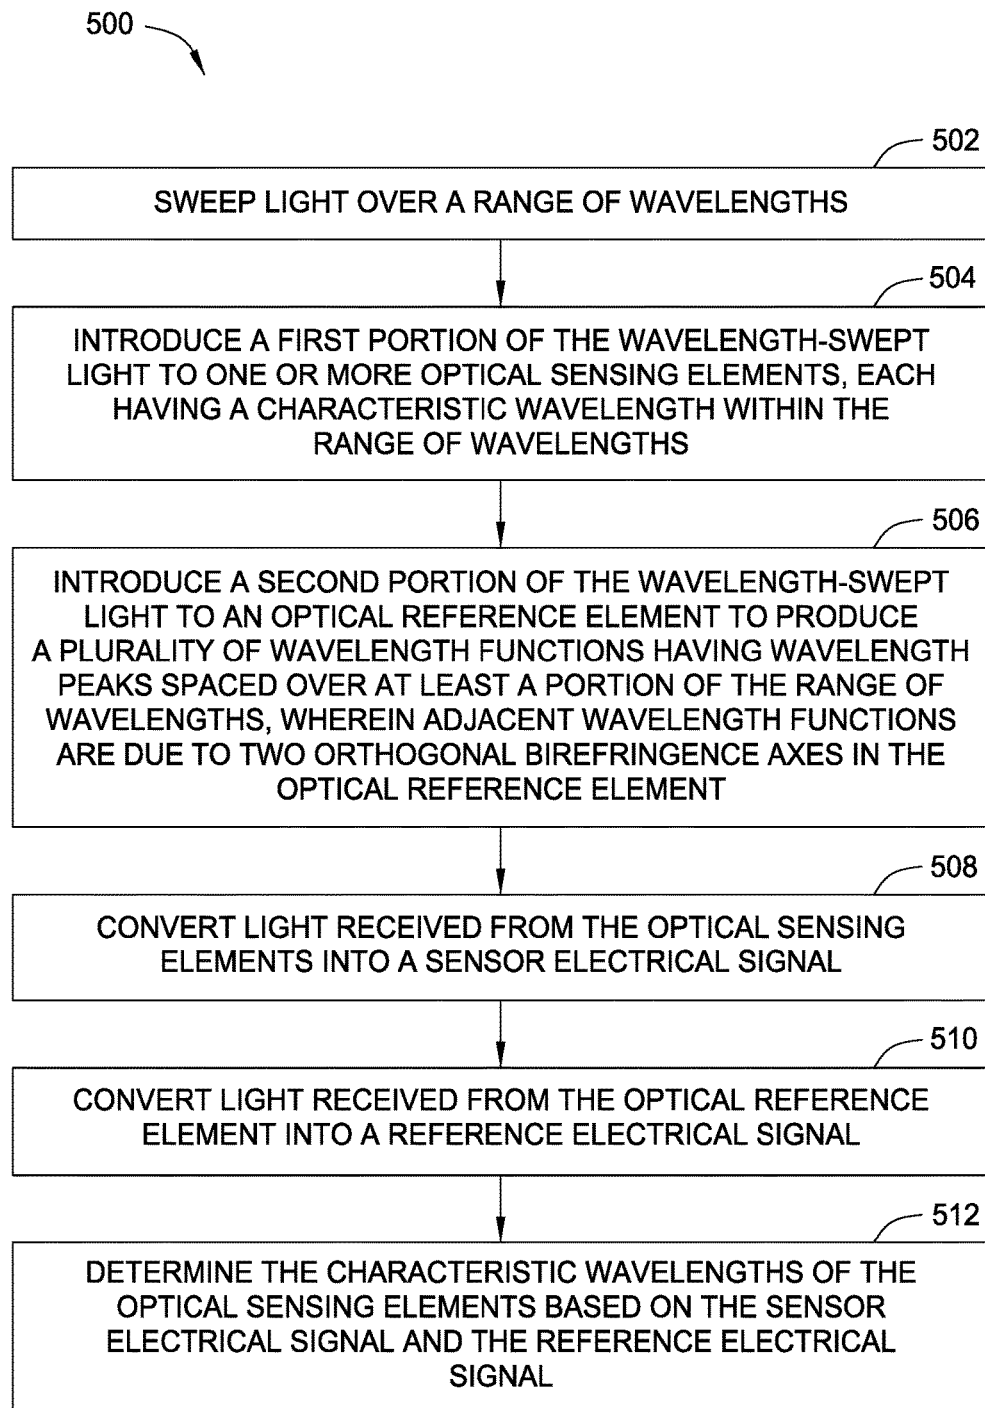 500
502
SWEEP LIGHT OVER A RANGE OF WAVELENGTHS
504
INTRODUCE A FIRST PORTION OF THE WAVELENGTH-SWEPT
LIGHT TO ONE OR MORE OPTICAL SENSING ELEMENTS, EACH
HAVING A CHARACTERISTIC WAVELENGTH WITHIN THE
RANGE OF WAVELENGTHS
506
INTRODUCE A SECOND PORTION OF THE WAVELENGTH-SWEPT
LIGHT TO AN OPTICAL REFERENCE ELEMENT TO PRODUCE
A PLURALITY OF WAVELENGTH FUNCTIONS HAVING WAVELENGTH
PEAKS SPACED OVER AT LEAST A PORTION OF THE RANGE OF
WAVELENGTHS, WHEREIN ADJACENT WAVELENGTH FUNCTIONS
ARE DUE TO TWO ORTHOGONAL BIREFRINGENCE AXES IN THE
OPTICAL REFERENCE ELEMENT
508
CONVERT LIGHT RECEIVED FROM THE OPTICAL SENSING
ELEMENTS INTO A SENSOR ELECTRICAL SIGNAL
510
CONVERT LIGHT RECEIVED FROM THE OPTICAL REFERENCE
ELEMENT INTO A REFERENCE ELECTRICAL SIGNAL
512
DETERMINE THE CHARACTERISTIC WAVELENGTHS OF THE
OPTICAL SENSING ELEMENTS BASED ON THE SENSOR
ELECTRICAL SIGNAL AND THE REFERENCE ELECTRICAL
SIGNAL